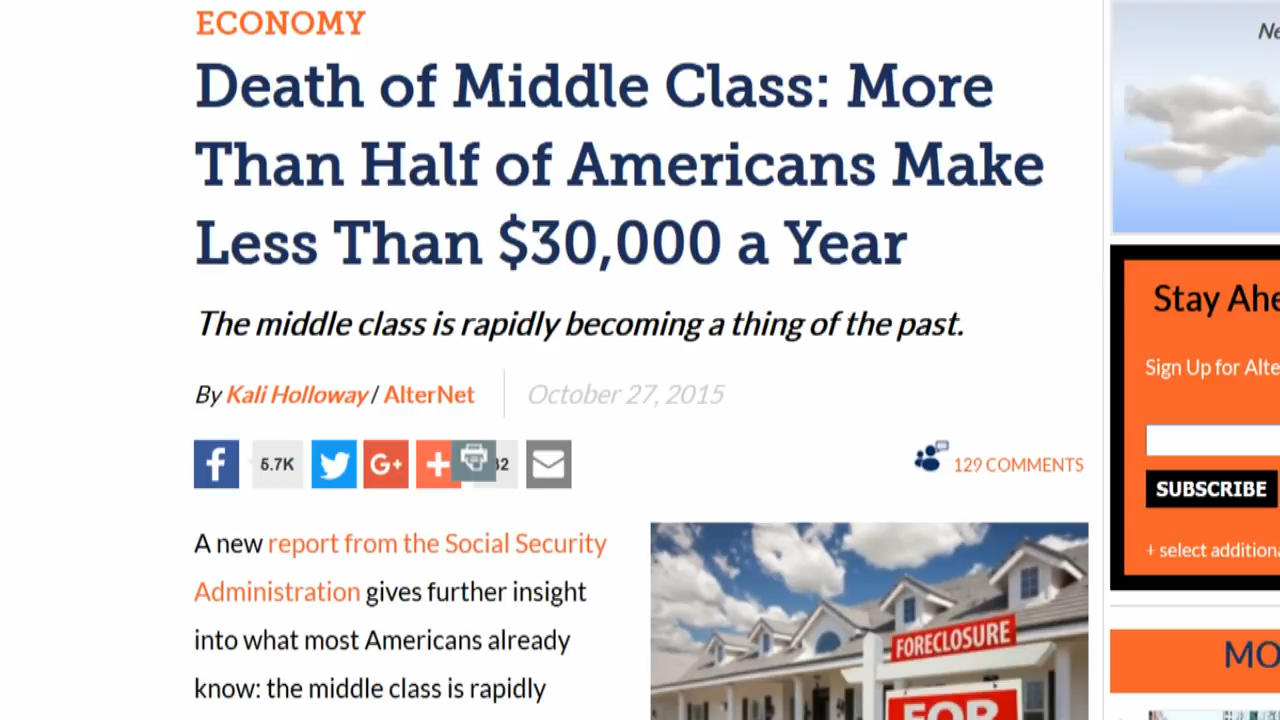 ECONOMY
Death of Middle Class: More
Than Half of Americans Make
Less Than $30,000 a Year
The middle class is rapidly becoming a thing of the past.
By Kali Holloway / AlterNet
October 27, 2015
f
5.7K
G+
+
32
129 COMMENTS
A new report from the Social Security
Administration gives further insight
into what most Americans already
know: the middle class is rapidly
FORECLOSURE
FOR
Ne
Stay Ahe
Sign Up for Alte
SUBSCRIBE
+ select additiona
MO